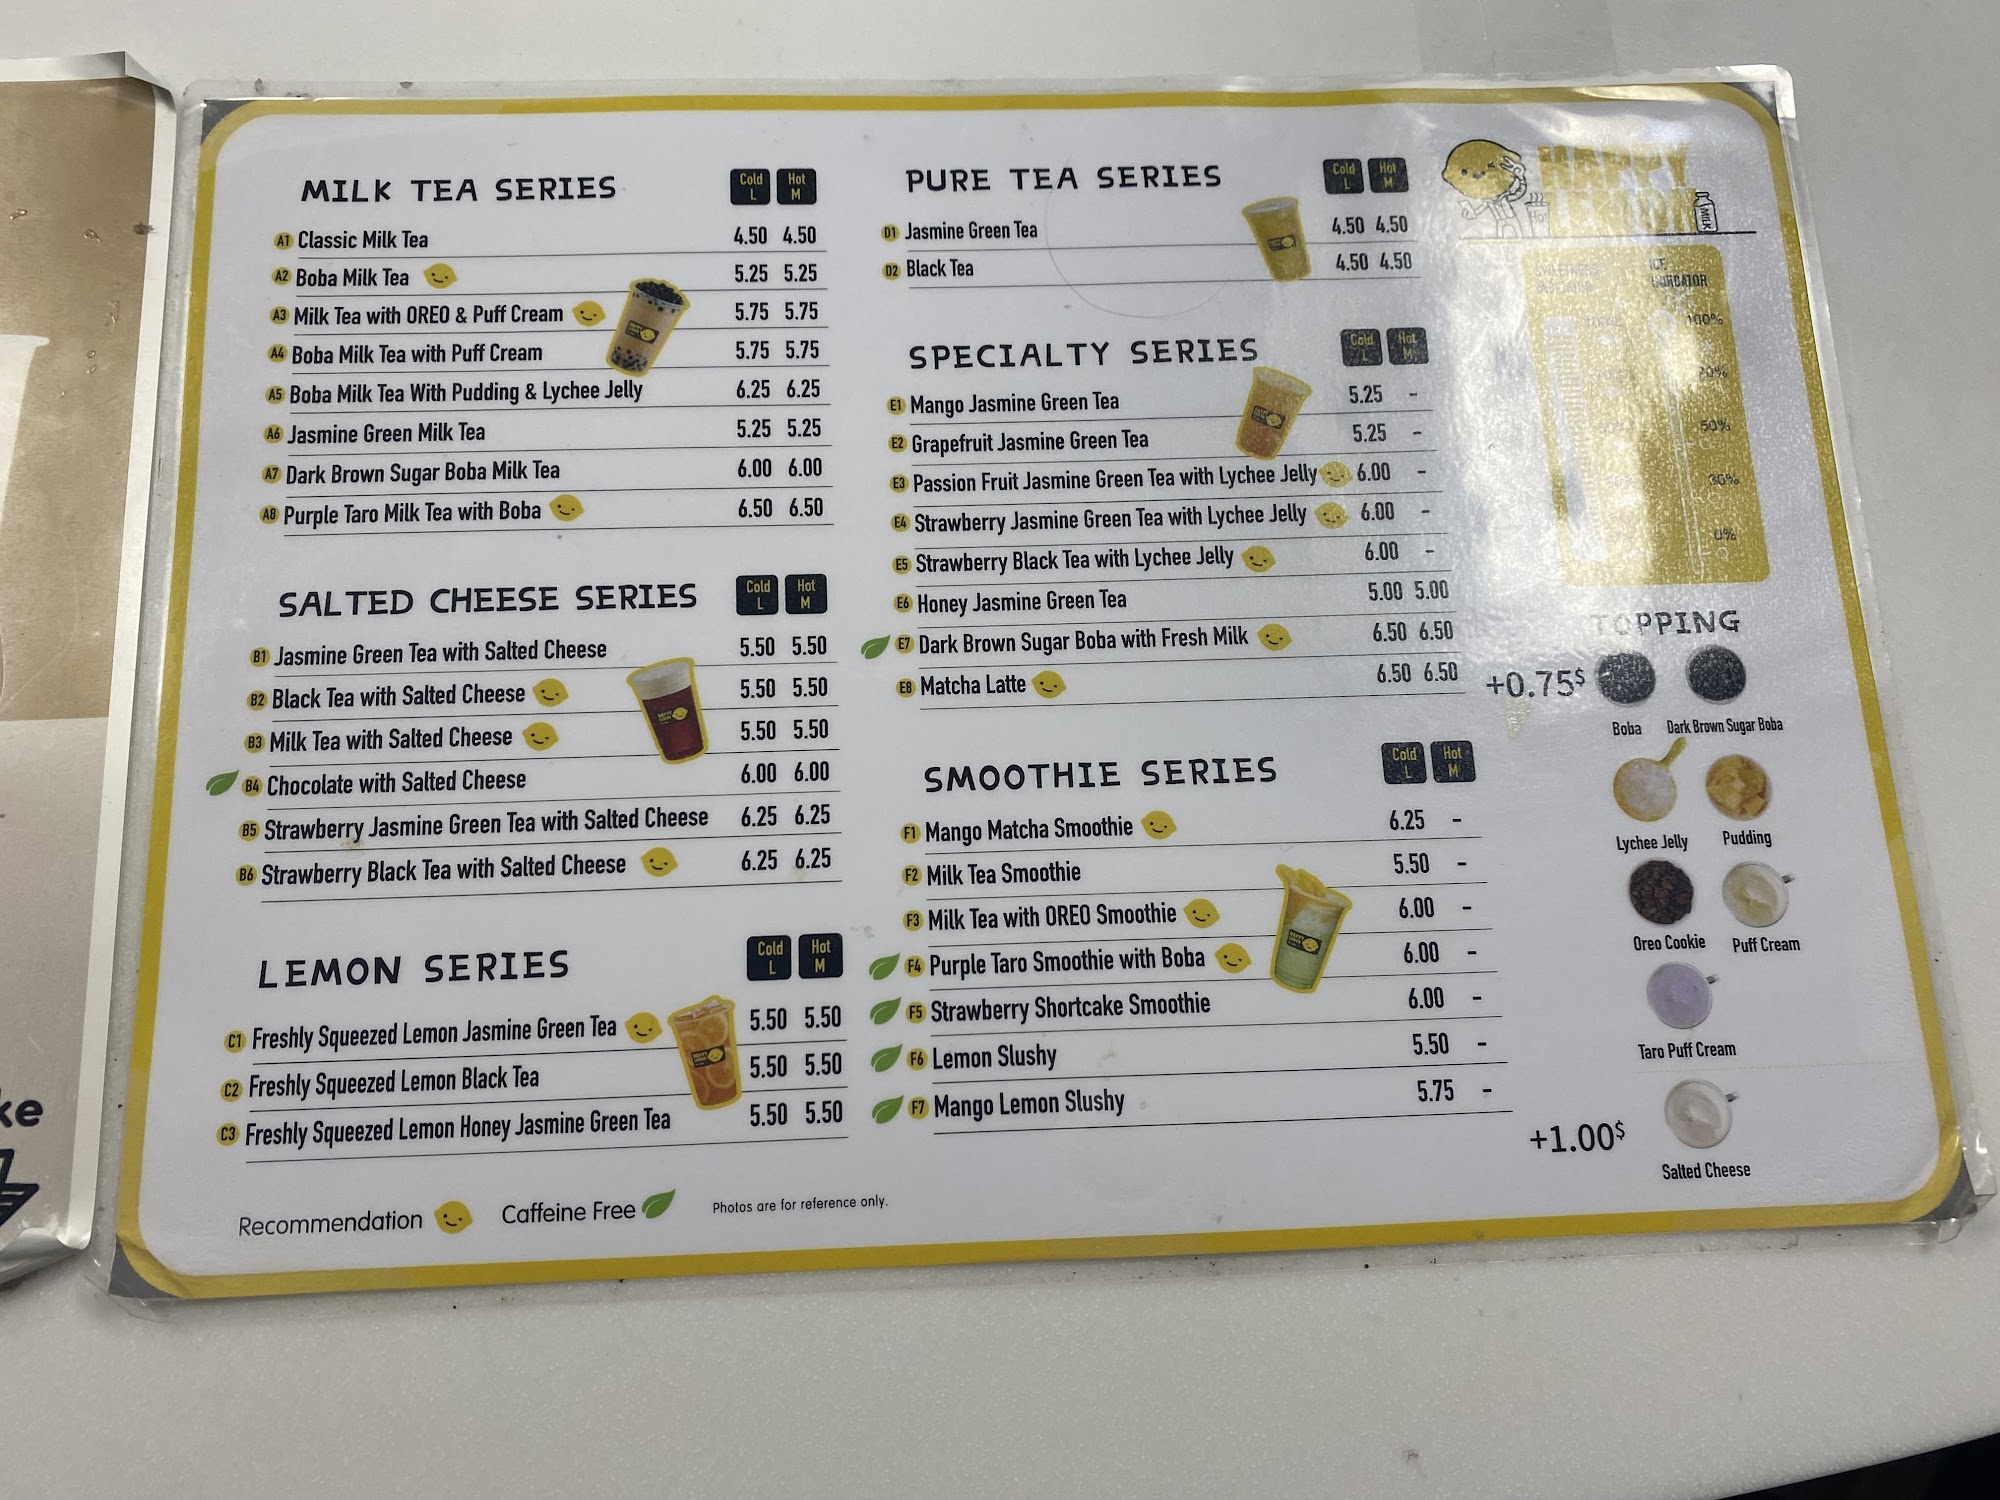 MILK TEA SERIES
Cold L Hot M
A1 Classic Milk Tea 4.50 4.50
A2 Boba Milk Tea 5.25 5.25
A3 Milk Tea with OREO & Puff Cream 5.75 5.75
A4 Boba Milk Tea with Puff Cream 5.75 5.75
A5 Boba Milk Tea With Pudding & Lychee Jelly 6.25 6.25
A6 Jasmine Green Milk Tea 5.25 5.25
A7 Dark Brown Sugar Boba Milk Tea 6.00 6.00
A8 Purple Taro Milk Tea with Boba 6.50 6.50
SALTED CHEESE SERIES
Cold L Hot M
B1 Jasmine Green Tea with Salted Cheese 5.50 5.50
B2 Black Tea with Salted Cheese 5.50 5.50
B3 Milk Tea with Salted Cheese 5.50 5.50
B4 Chocolate with Salted Cheese 6.00 6.00
B5 Strawberry Jasmine Green Tea with Salted Cheese 6.25 6.25
B6 Strawberry Black Tea with Salted Cheese 6.25 6.25
LEMON SERIES
Cold L Hot M
C1 Freshly Squeezed Lemon Jasmine Green Tea 5.50 5.50
C2 Freshly Squeezed Lemon Black Tea 5.50 5.50
C3 Freshly Squeezed Lemon Honey Jasmine Green Tea 5.50 5.50
Recommendation Caffeine Free Photos are for reference only.
PURE TEA SERIES
Cold L Hot M
D1 Jasmine Green Tea 4.50 4.50
D2 Black Tea 4.50 4.50
SPECIALTY SERIES
Cold L Hot M
E1 Mango Jasmine Green Tea 5.25 -
E2 Grapefruit Jasmine Green Tea 5.25 -
E3 Passion Fruit Jasmine Green Tea with Lychee Jelly 6.00 -
E4 Strawberry Jasmine Green Tea with Lychee Jelly 6.00 -
E5 Strawberry Black Tea with Lychee Jelly 6.00 -
E6 Honey Jasmine Green Tea 5.00 5.00
E7 Dark Brown Sugar Boba with Fresh Milk 6.50 6.50
E8 Matcha Latte 6.50 6.50
SMOOTHIE SERIES
Cold L Hot M
F1 Mango Matcha Smoothie 6.25 -
F2 Milk Tea Smoothie 5.50 -
F3 Milk Tea with OREO Smoothie 6.00 -
F4 Purple Taro Smoothie with Boba 6.00 -
F5 Strawberry Shortcake Smoothie 6.00 -
F6 Lemon Slushy 5.50 -
F7 Mango Lemon Slushy 5.75 -
HAPPY LEMON
MILK
ICE
INDICATOR
100%
70%
50%
30%
0%
TOPPING
+0.75$
Boba Dark Brown Sugar Boba
Lychee Jelly Pudding
Oreo Cookie Puff Cream
Taro Puff Cream
+1.00$
Salted Cheese
ke